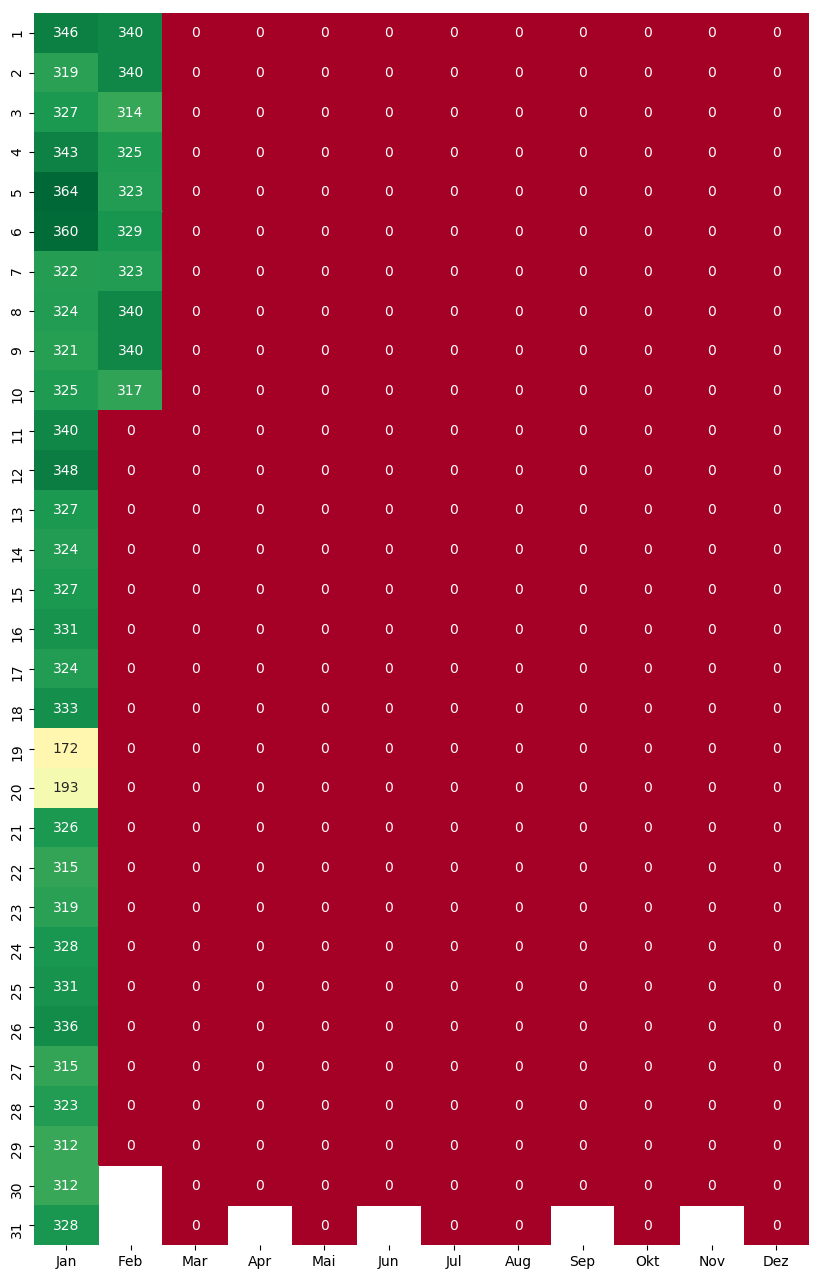 1 346 340 0 0 0 0 0 0 0 0 0 0
2 319 340 0 0 0 0 0 0 0 0 0 0
3 327 314 0 0 0 0 0 0 0 0 0 0
4 343 325 0 0 0 0 0 0 0 0 0 0
5 364 323 0 0 0 0 0 0 0 0 0 0
6 360 329 0 0 0 0 0 0 0 0 0 0
7 322 323 0 0 0 0 0 0 0 0 0 0
8 324 340 0 0 0 0 0 0 0 0 0 0
9 321 340 0 0 0 0 0 0 0 0 0 0
10 325 317 0 0 0 0 0 0 0 0 0 0
11 340 0 0 0 0 0 0 0 0 0 0 0
12 348 0 0 0 0 0 0 0 0 0 0 0
13 327 0 0 0 0 0 0 0 0 0 0 0
14 324 0 0 0 0 0 0 0 0 0 0 0
15 327 0 0 0 0 0 0 0 0 0 0 0
16 331 0 0 0 0 0 0 0 0 0 0 0
17 324 0 0 0 0 0 0 0 0 0 0 0
18 333 0 0 0 0 0 0 0 0 0 0 0
19 172 0 0 0 0 0 0 0 0 0 0 0
20 193 0 0 0 0 0 0 0 0 0 0 0
21 326 0 0 0 0 0 0 0 0 0 0 0
22 315 0 0 0 0 0 0 0 0 0 0 0
23 319 0 0 0 0 0 0 0 0 0 0 0
24 328 0 0 0 0 0 0 0 0 0 0 0
25 331 0 0 0 0 0 0 0 0 0 0 0
26 336 0 0 0 0 0 0 0 0 0 0 0
27 315 0 0 0 0 0 0 0 0 0 0 0
28 323 0 0 0 0 0 0 0 0 0 0 0
29 312 0 0 0 0 0 0 0 0 0 0 0
30 312 0 0 0 0 0 0 0 0 0 0
31 328 0 0 0 0 0 0
Jan Feb Mar Apr Mai Jun Jul Aug Sep Okt Nov Dez